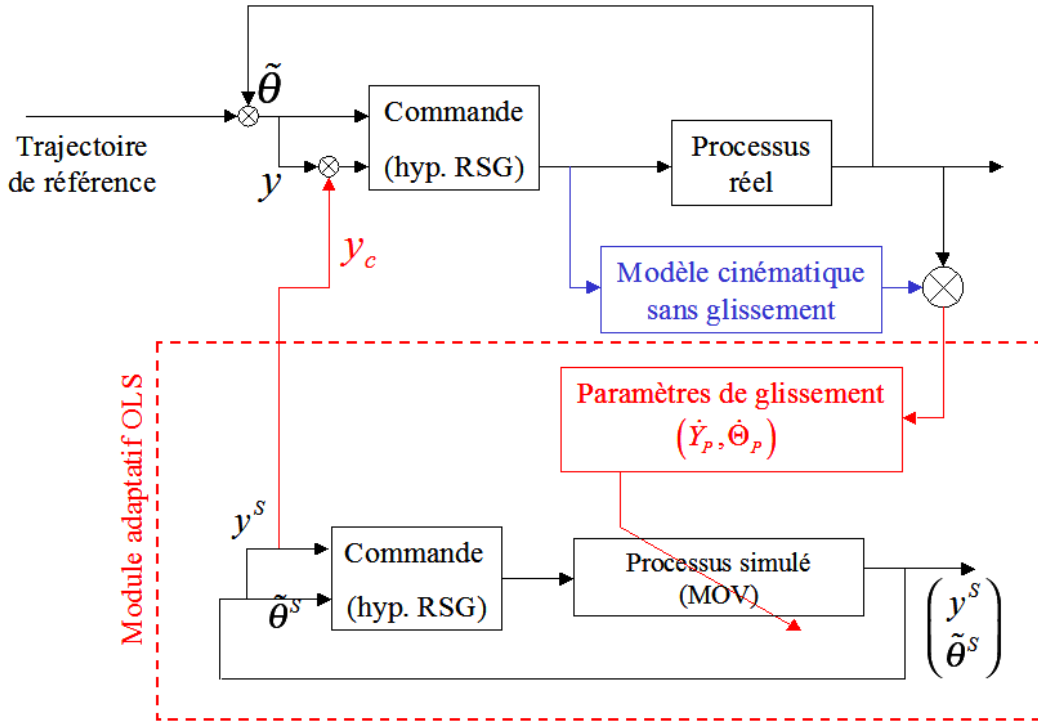 θ̃
Trajectoire
de référence
y
Commande
(hyp. RSG)
Processus
réel
y_c
Modèle cinématique
sans glissement
Module adaptatif OLS
Paramètres de glissement
(Ẏ_P, Θ̇_P)
y^S
θ̃^S
Commande
(hyp. RSG)
Processus simulé
(MOV)
y^S
θ̃^S